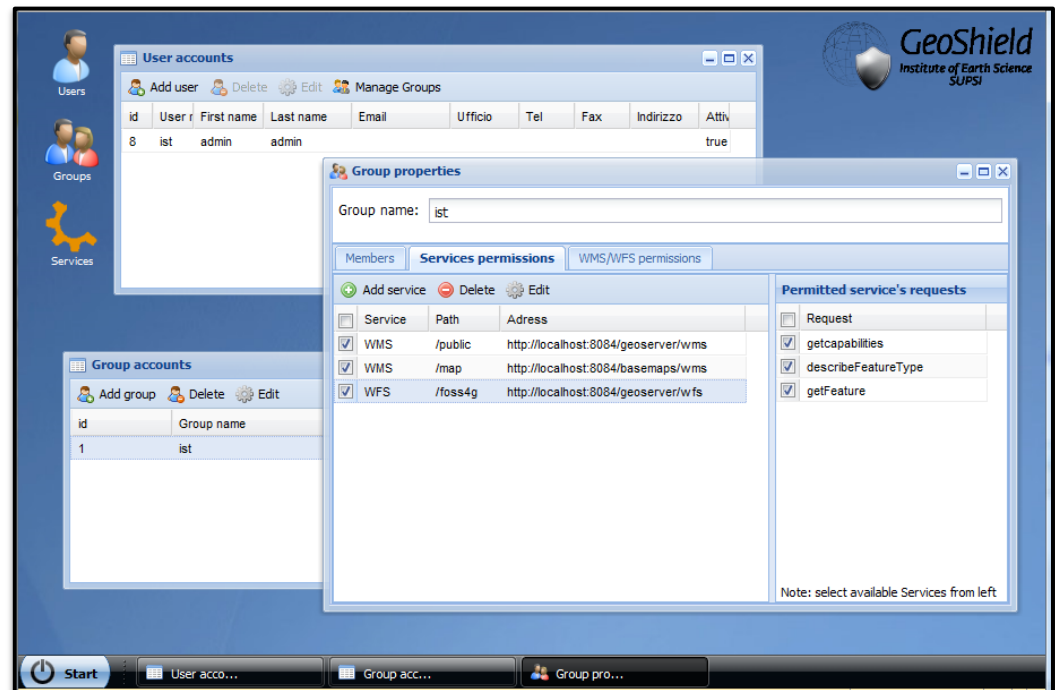 GeoShield
Institute of Earth Science
SUPSI
Users
Groups
Services
User accounts
Add user Delete Edit Manage Groups
id User r First name Last name Email Ufficio Tel Fax Indirizzo Attiv
8 ist admin admin true
Group properties
Group name: ist
Members Services permissions WMS/WFS permissions
Add service Delete Edit
Service Path Adress
WMS /public http://localhost:8084/geoserver/wms
WMS /map http://localhost:8084/basemaps/wms
WFS /foss4g http://localhost:8084/geoserver/wfs
Permitted service's requests
Request
getcapabilities
describeFeatureType
getFeature
Note: select available Services from left
Group accounts
Add group Delete Edit
id Group name
1 ist
Start User acco... Group acc... Group pro...